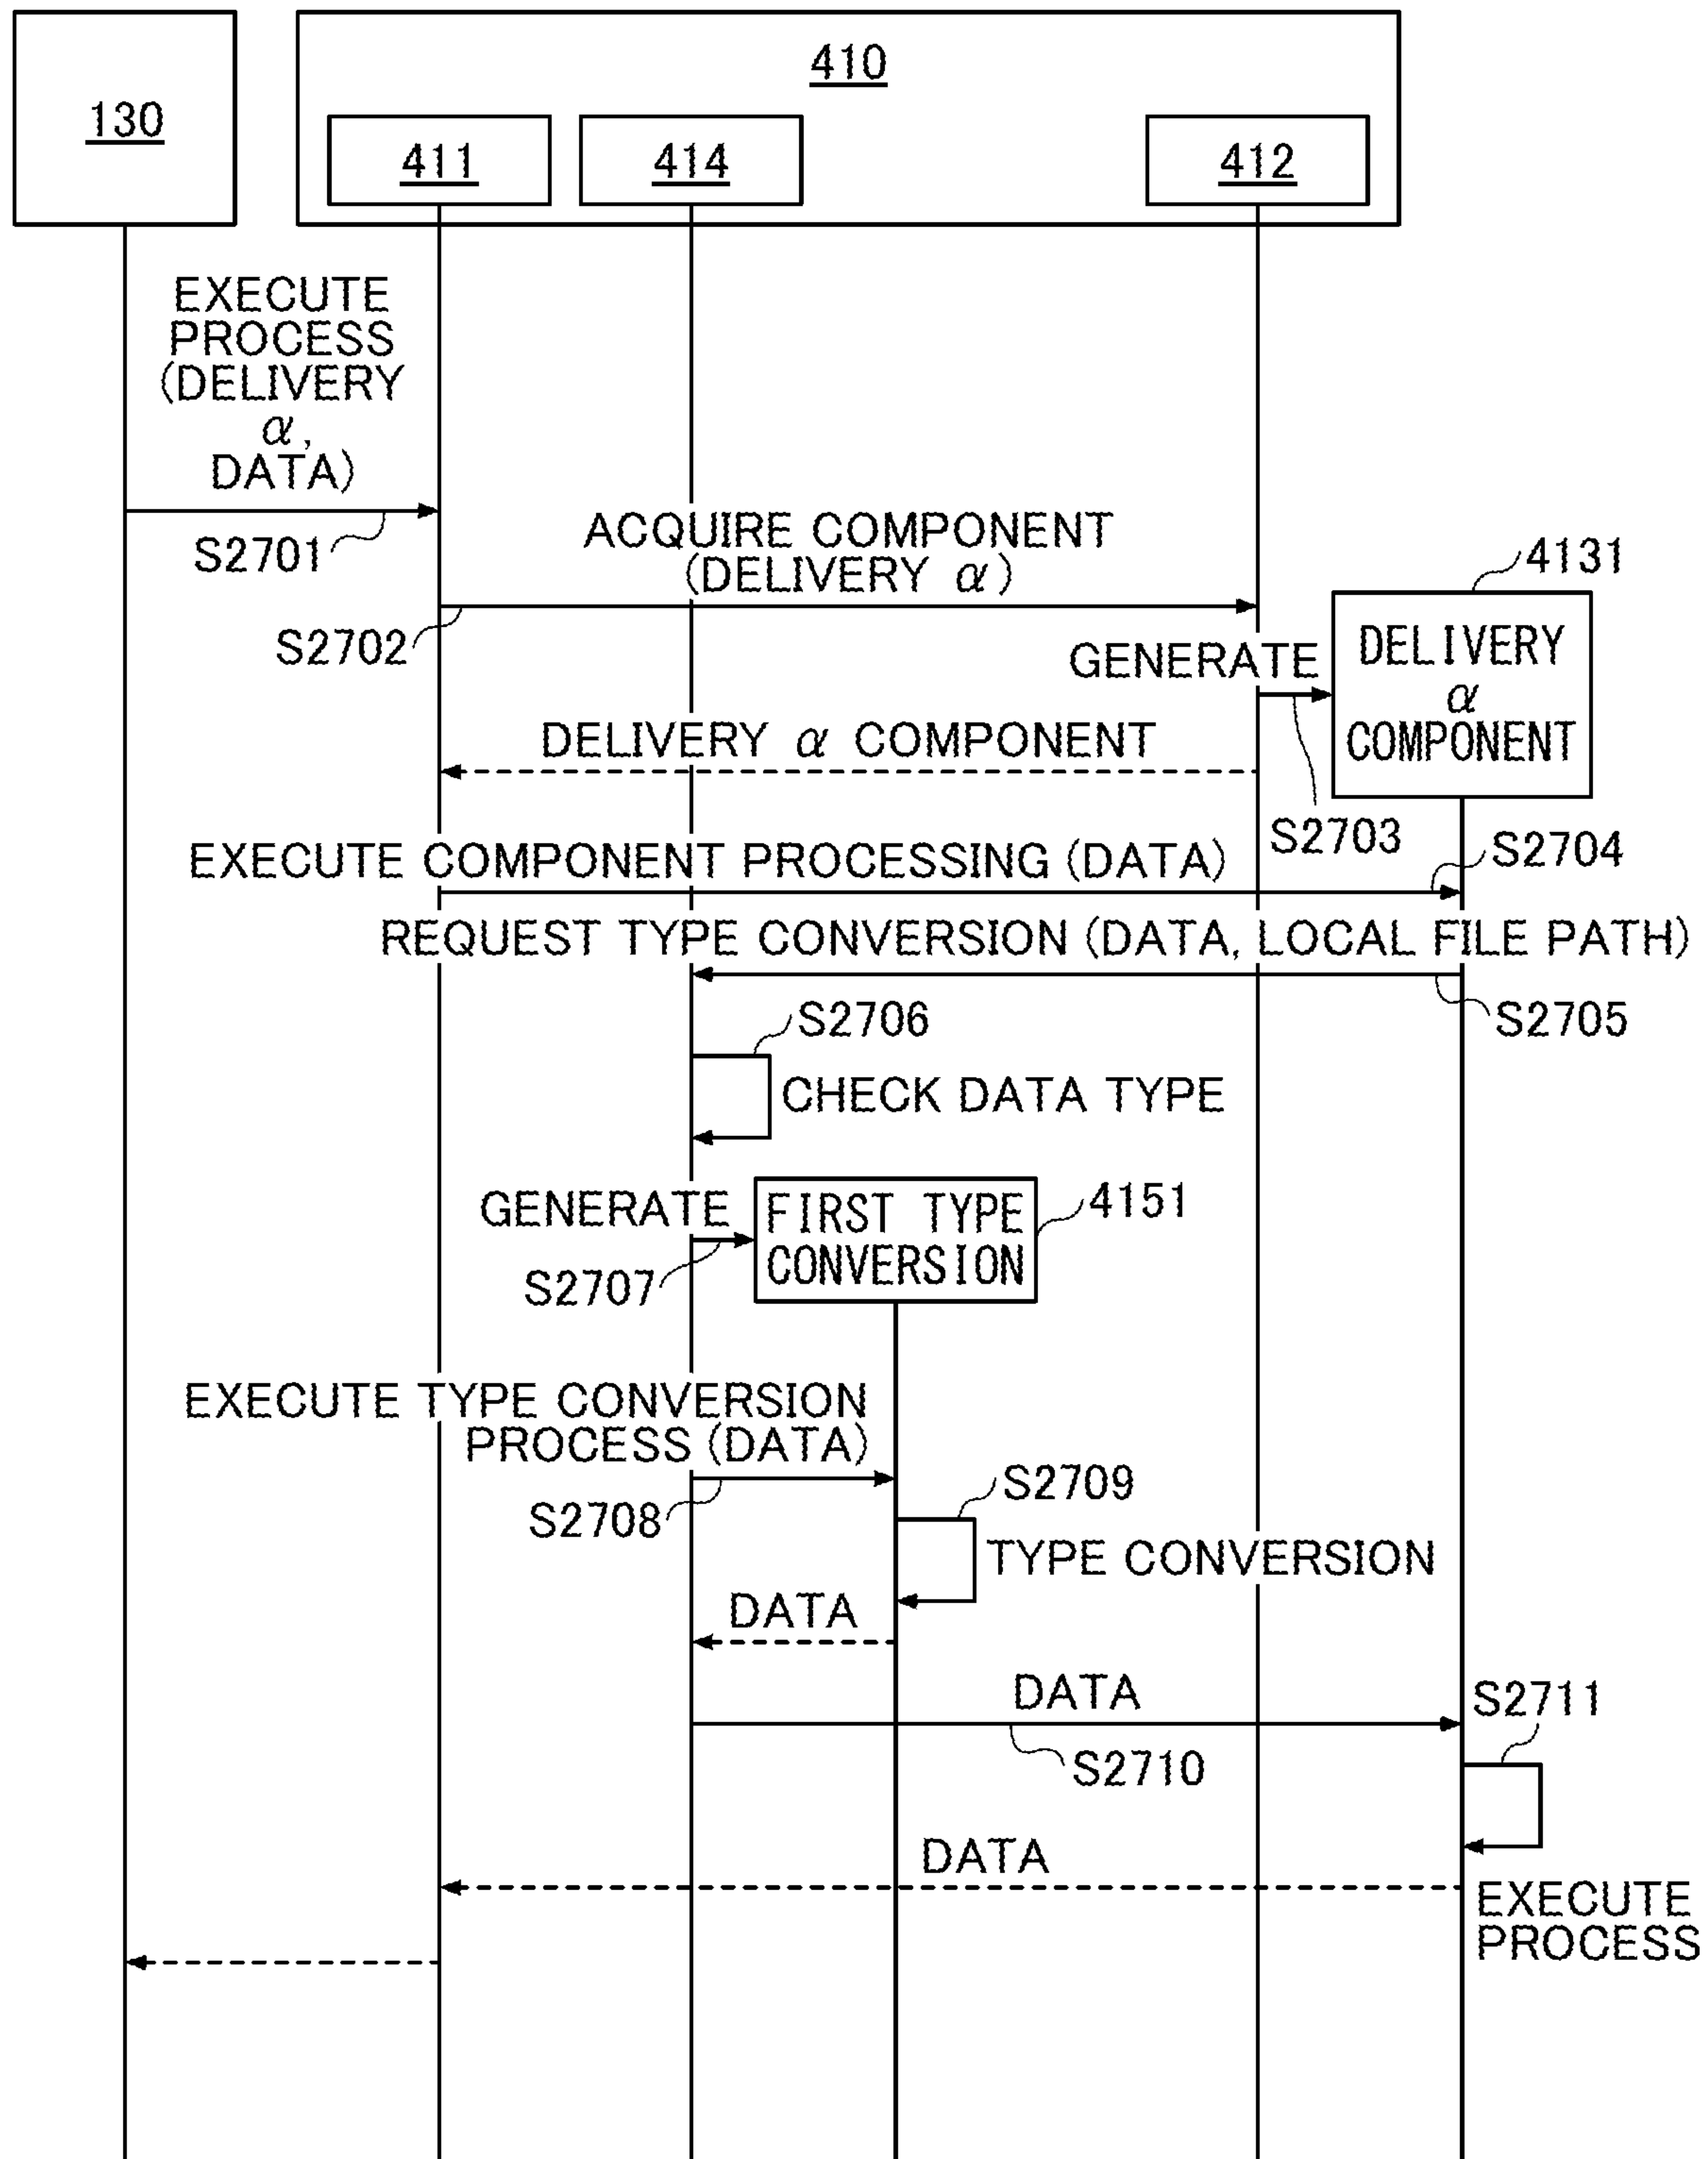 130
410
411
414
412
EXECUTE
PROCESS
(DELIVERY
α,
DATA)
S2701
ACQUIRE COMPONENT
(DELIVERY α)
S2702
4131
DELIVERY
α
COMPONENT
GENERATE
S2703
DELIVERY α COMPONENT
EXECUTE COMPONENT PROCESSING (DATA)
S2704
REQUEST TYPE CONVERSION (DATA, LOCAL FILE PATH)
S2705
S2706
CHECK DATA TYPE
GENERATE
S2707
FIRST TYPE
CONVERSION
4151
EXECUTE TYPE CONVERSION
PROCESS (DATA)
S2708
S2709
TYPE CONVERSION
DATA
DATA
S2710
S2711
DATA
EXECUTE
PROCESS